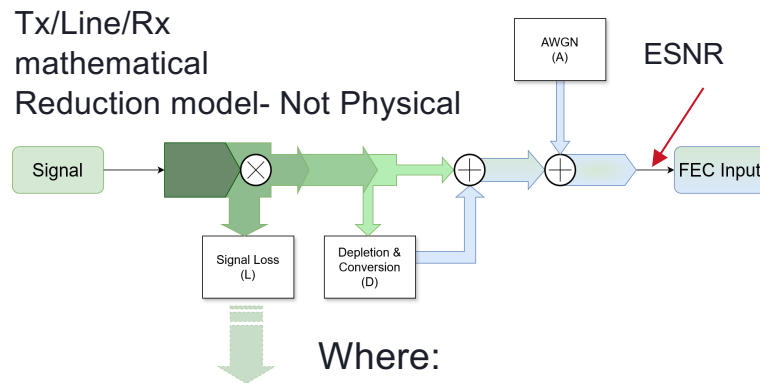 Tx/Line/Rx
mathematical
Reduction model- Not Physical
AWGN
(A)
ESNR
Signal
FEC Input
Signal Loss
(L)
Depletion &
Conversion
(D)
Where: